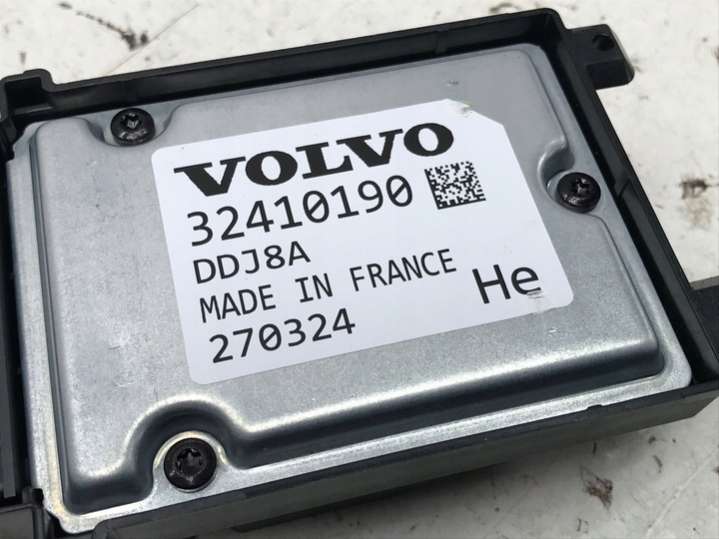 VOLVO
32410190
DDJ8A
MADE IN FRANCE
270324
He